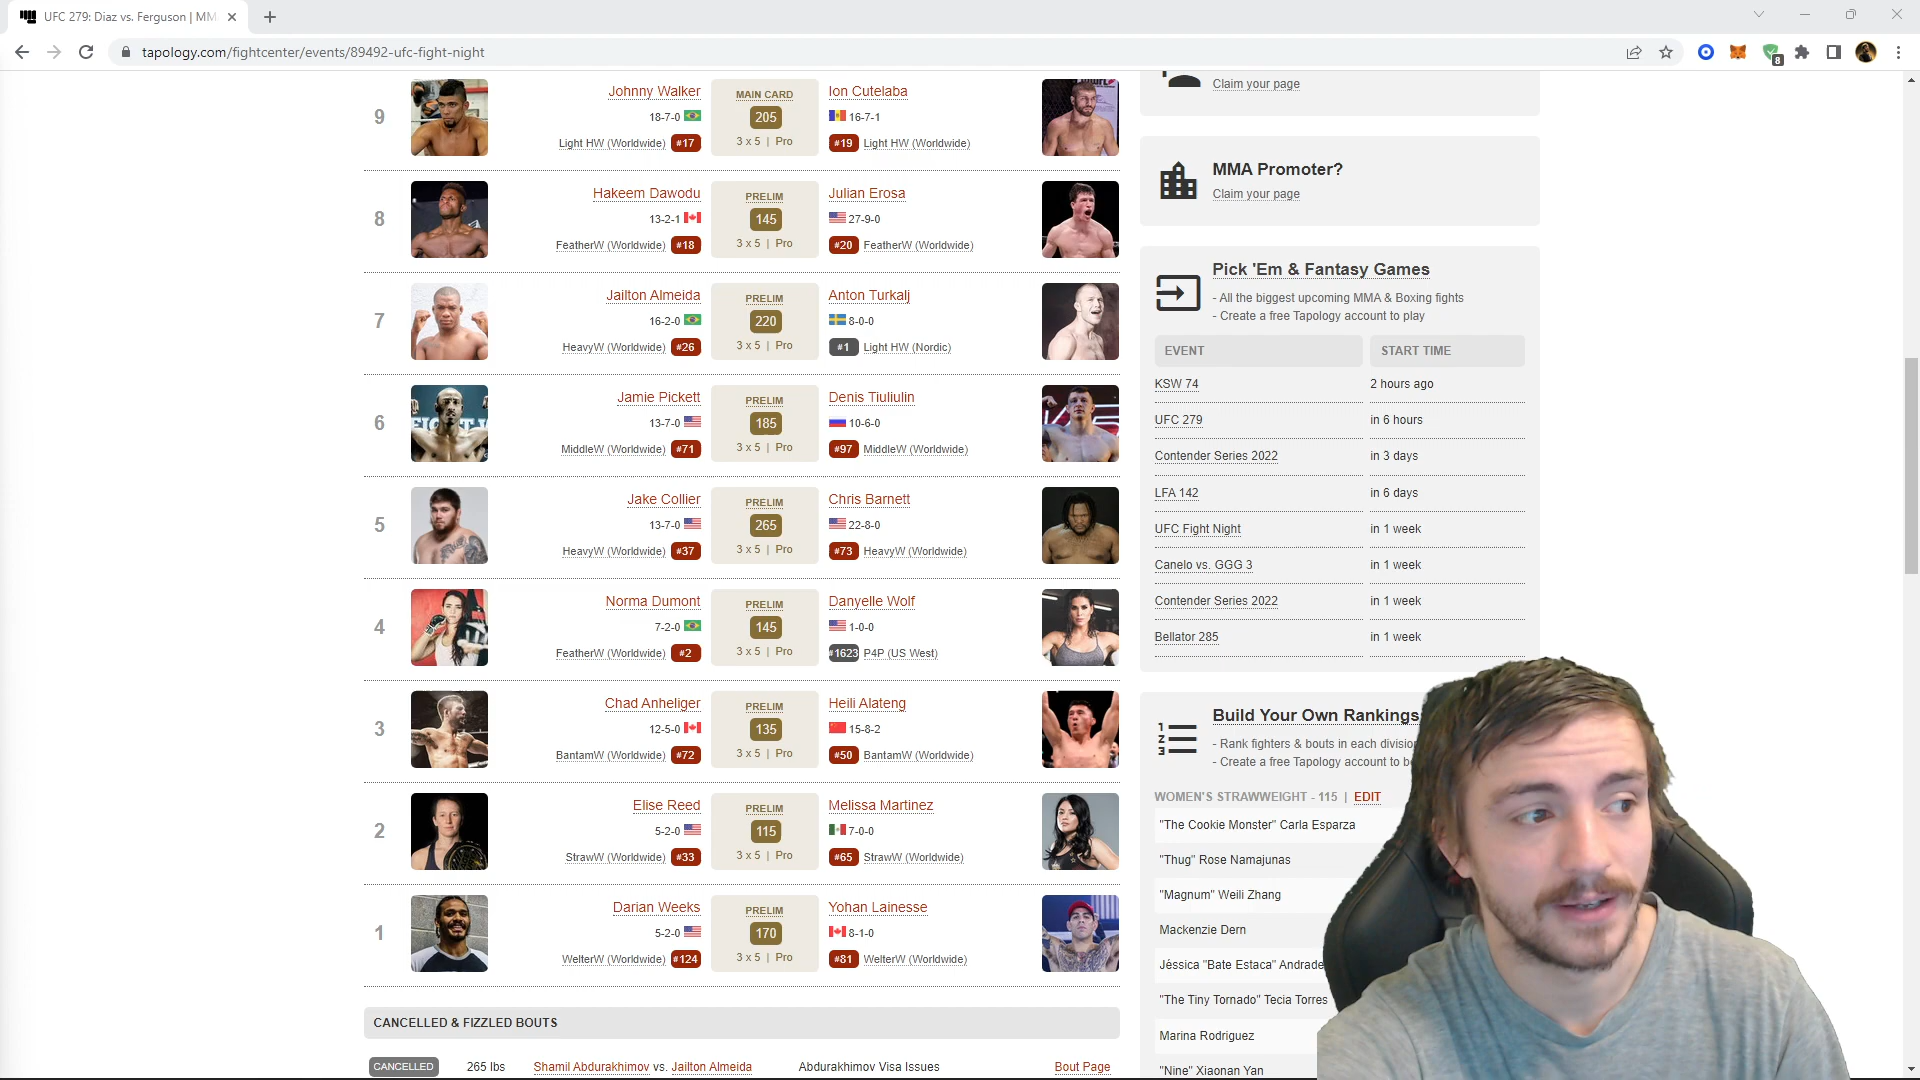 UFC 279: Diaz vs. Ferguson | MM
tapology.com/fightcenter/events/89492-ufc-fight-night
8
9
Johnny Walker
18-7-0
Light HW (Worldwide) #17
MAIN CARD
205
3 x 5 | Pro
Ion Cutelaba
16-7-1
#19 Light HW (Worldwide)
8
Hakeem Dawodu
13-2-1
FeatherW (Worldwide) #18
PRELIM
145
3 x 5 | Pro
Julian Erosa
27-9-0
#20 FeatherW (Worldwide)
7
Jailton Almeida
16-2-0
HeavyW (Worldwide) #26
PRELIM
220
3 x 5 | Pro
Anton Turkalj
8-0-0
#1 Light HW (Nordic)
6
Jamie Pickett
13-7-0
MiddleW (Worldwide) #71
PRELIM
185
3 x 5 | Pro
Denis Tiuliulin
10-6-0
#97 MiddleW (Worldwide)
5
Jake Collier
13-7-0
HeavyW (Worldwide) #37
PRELIM
265
3 x 5 | Pro
Chris Barnett
22-8-0
#73 HeavyW (Worldwide)
4
Norma Dumont
7-2-0
FeatherW (Worldwide) #2
PRELIM
145
3 x 5 | Pro
Danyelle Wolf
1-0-0
#1623 P4P (US West)
3
Chad Anheliger
12-5-0
BantamW (Worldwide) #72
PRELIM
135
3 x 5 | Pro
Heili Alateng
15-8-2
#50 BantamW (Worldwide)
2
Elise Reed
5-2-0
StrawW (Worldwide) #33
PRELIM
115
3 x 5 | Pro
Melissa Martinez
7-0-0
#65 StrawW (Worldwide)
1
Darian Weeks
5-2-0
WelterW (Worldwide) #124
PRELIM
170
3 x 5 | Pro
Yohan Lainesse
8-1-0
#81 WelterW (Worldwide)
CANCELLED & FIZZLED BOUTS
CANCELLED 265 lbs Shamil Abdurakhimov vs. Jailton Almeida Abdurakhimov Visa Issues Bout Page
Claim your page
MMA Promoter?
Claim your page
Pick 'Em & Fantasy Games
- All the biggest upcoming MMA & Boxing fights
- Create a free Tapology account to play
EVENT START TIME
KSW 74 2 hours ago
UFC 279 in 6 hours
Contender Series 2022 in 3 days
LFA 142 in 6 days
UFC Fight Night in 1 week
Canelo vs. GGG 3 in 1 week
Contender Series 2022 in 1 week
Bellator 285 in 1 week
1
2
3
Build Your Own Rankings
- Rank fighters & bouts in each
- Create a free Tapology account to
WOMEN'S STRAWWEIGHT - 115 | EDIT
"The Cookie Monster" Carla Esparza
"Thug" Rose Namajunas
"Magnum" Weili Zhang
Mackenzie Dern
Jéssica "Bate Estaca" Andrade
"The Tiny Tornado" Tecia Torres
Marina Rodriguez
"Nine" Xiaonan Yan